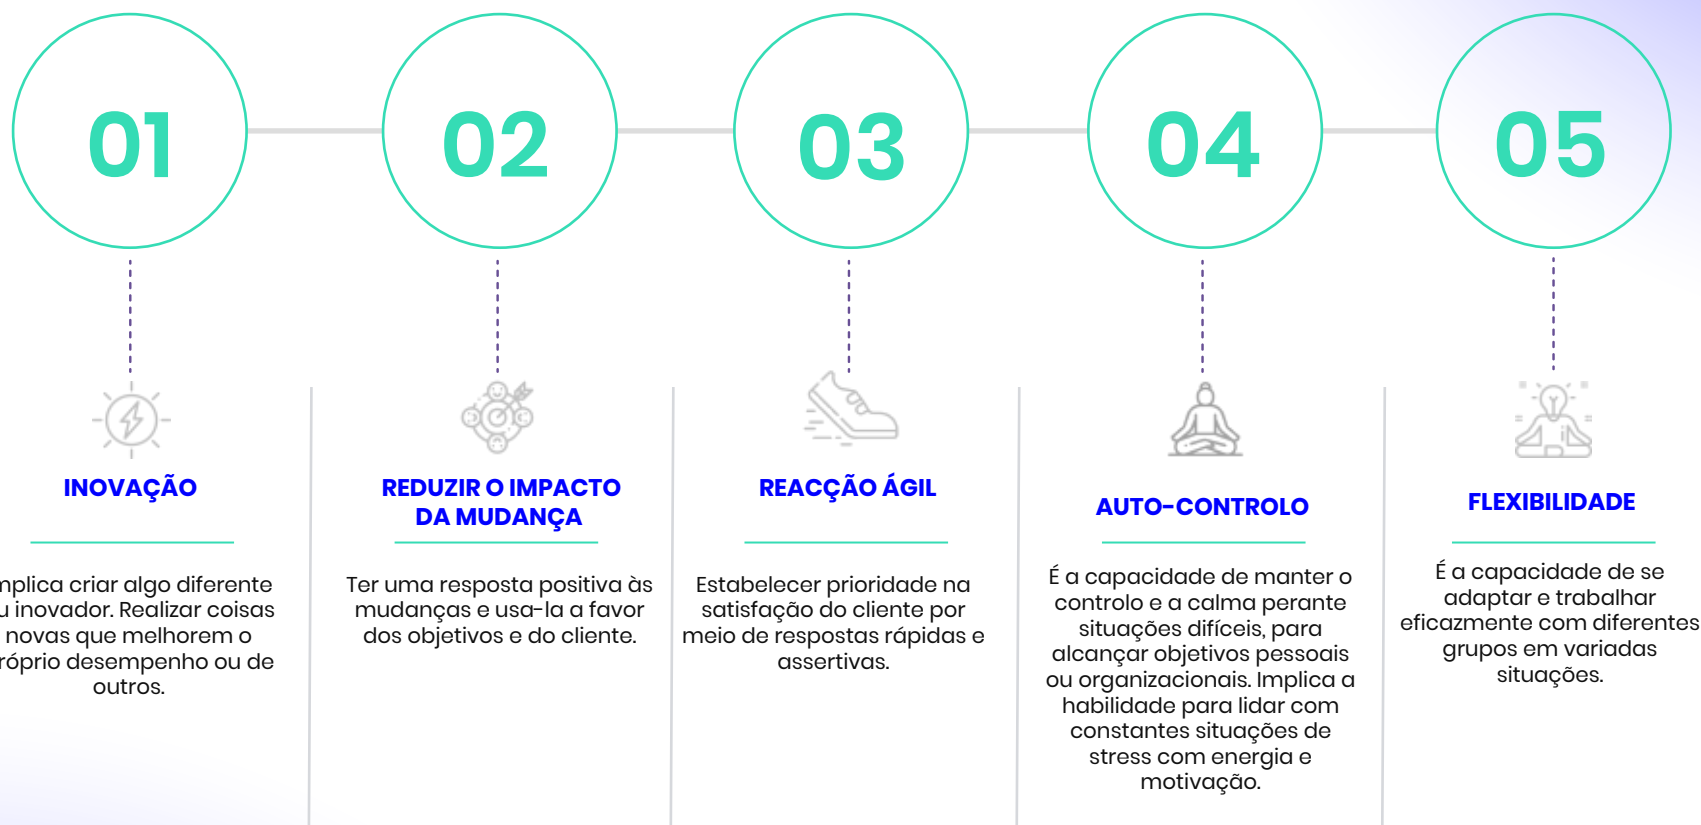 01
02
03
04
05
INOVAÇÃO
mplica criar algo diferente
u inovador. Realizar coisas
novas que melhorem o
róprio desempenho ou de
outros.
REDUZIR O IMPACTO
DA MUDANÇA
Ter uma resposta positiva às
mudanças e usa-la a favor
dos objetivos e do cliente.
REACÇÃO ÁGIL
Estabelecer prioridade na
satisfação do cliente por
meio de respostas rápidas e
assertivas.
AUTO-CONTROLO
É a capacidade de manter o
controlo e a calma perante
situações difíceis, para
alcançar objetivos pessoais
ou organizacionais. Implica a
habilidade para lidar com
constantes situações de
stress com energia e
motivação.
FLEXIBILIDADE
É a capacidade de se
adaptar e trabalhar
eficazmente com diferentes
grupos em variadas
situações.